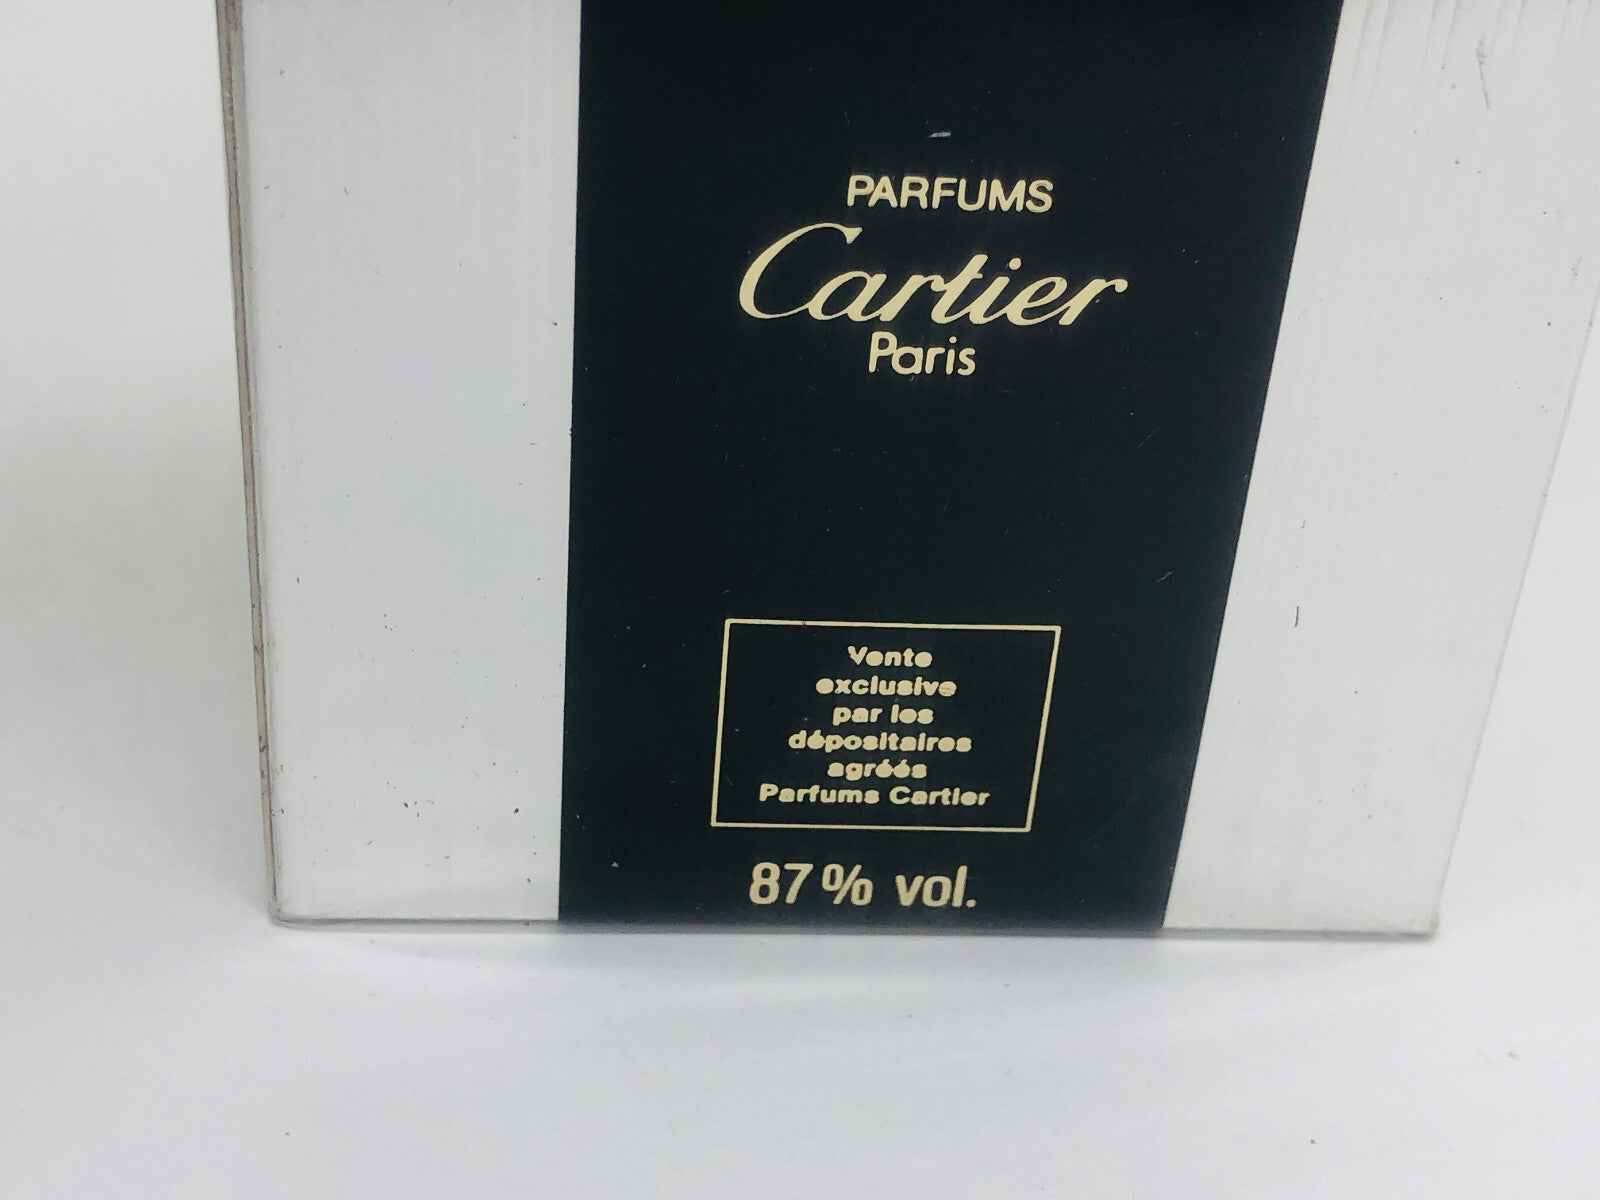 PARFUMS
Cartier
Paris
Vente
exclusive
par les
dépositaires
agréés
Parfums Cartier
87% vol.